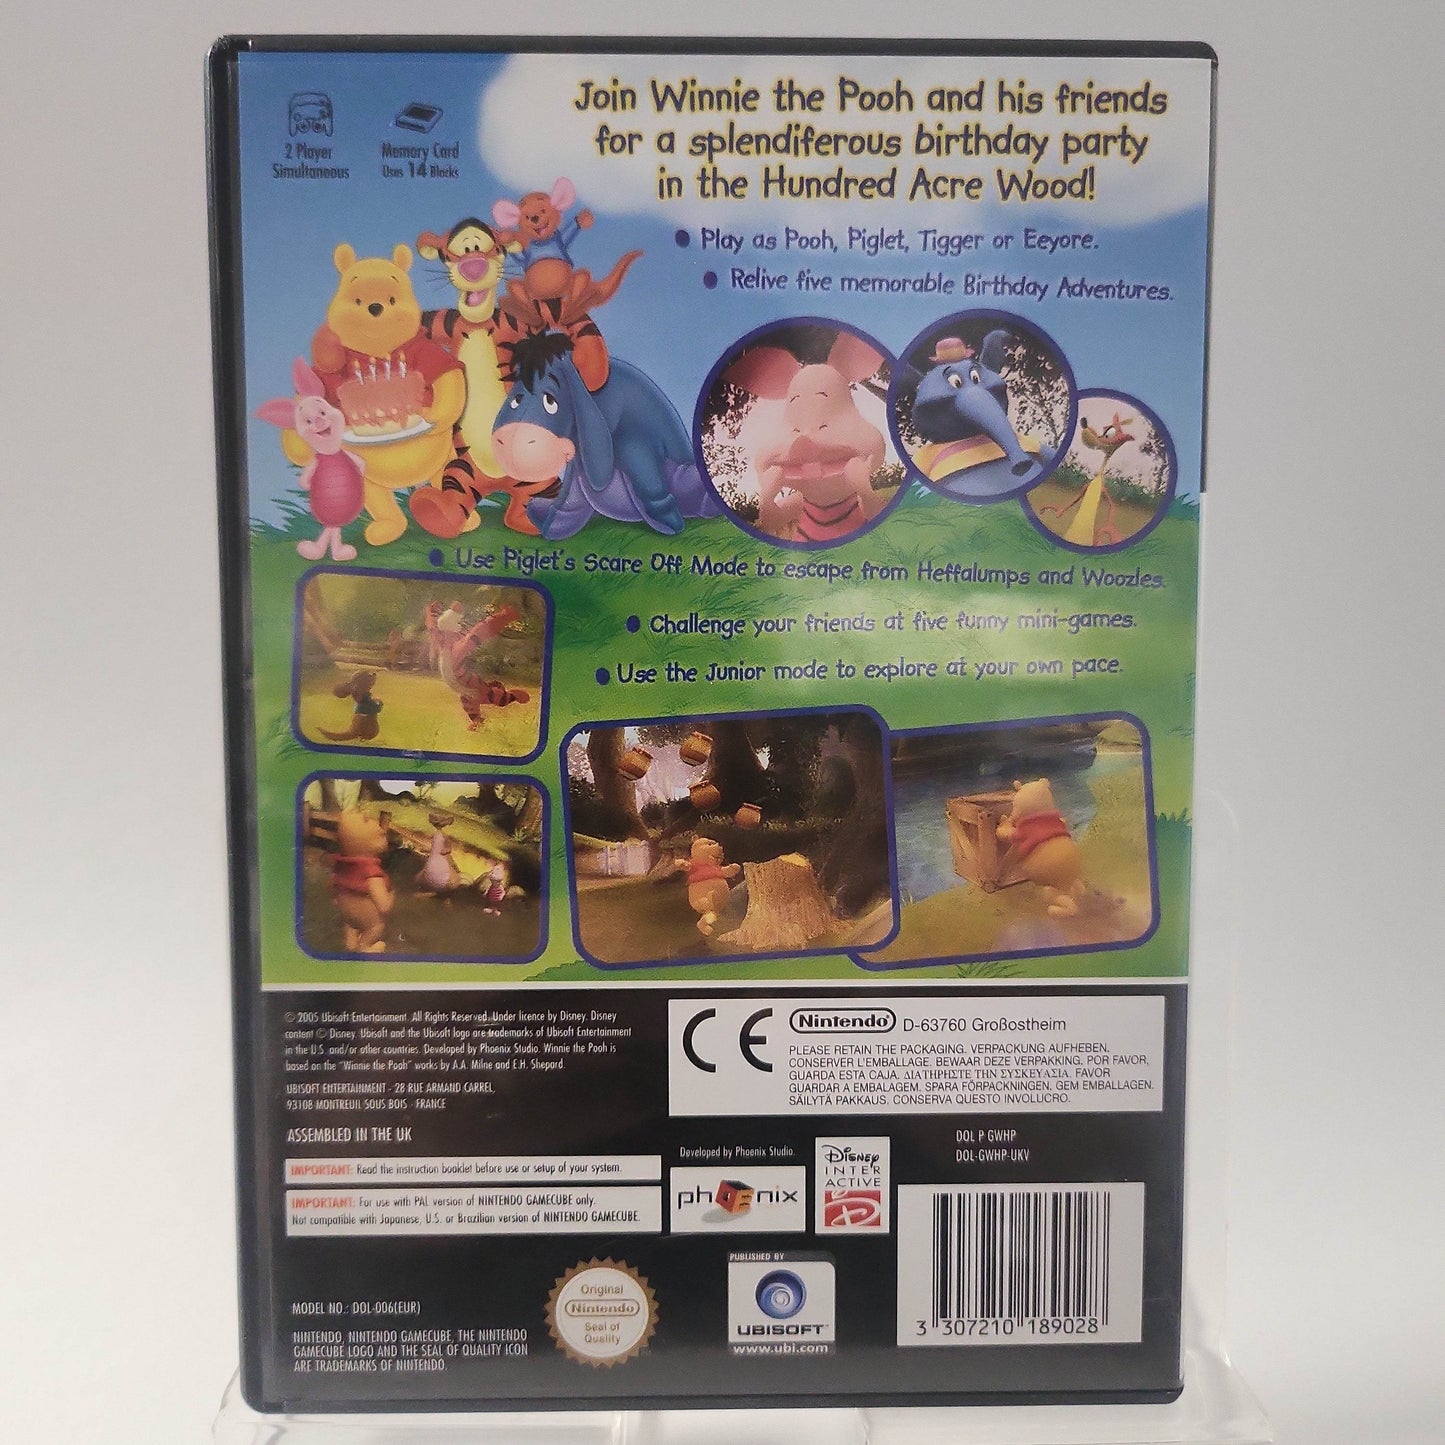 Join Winnie the Pooh and his friends
for a splendiferous birthday party
in the Hundred Acre Wood!
2 Player
Simultaneous
Memory Card
Uses 14 Blocks
• Play as Pooh, Piglet, Tigger or Eeyore.
• Relive five memorable Birthday Adventures.
• Use Piglet's Scare Off Mode to escape from Heffalumps and Woozles.
• Challenge your friends at five funny mini-games.
• Use the Junior mode to explore at your own pace.
© 2005 Ubisoft Entertainment. All Rights Reserved. Under licence by Disney. Disney
content © Disney. Ubisoft and the Ubisoft logo are trademarks of Ubisoft Entertainment
in the U.S. and/or other countries. Developed by Phoenix Studio. Winnie the Pooh is
based on the "Winnie the Pooh" works by A.A. Milne and E.H. Shepard.
UBISOFT ENTERTAINMENT - 28 RUE ARMAND CARREL,
93108 MONTREUIL SOUS BOIS - FRANCE
ASSEMBLED IN THE UK
IMPORTANT: Read the instruction booklet before use or setup of your system.
IMPORTANT: For use with PAL version of NINTENDO GAMECUBE only.
Not compatible with Japanese, U.S. or Brazilian version of NINTENDO GAMECUBE.
CE
Nintendo D-63760 Großostheim
PLEASE RETAIN THE PACKAGING. VERPACKUNG AUFHEBEN.
CONSERVER L'EMBALLAGE. BEWAAR DEZE VERPAKKING. POR FAVOR,
GUARDA ESTA CAJA. ΔΙΑΤΗΡΗΣΤΕ ΤΗΝ ΣΥΣΚΕΥΑΣΙΑ. FAVOR
GUARDAR A EMBALAGEM. SPARA FÖRPACKNINGEN. GEM EMBALLAGEN.
SÄILYTÄ PAKKAUS. CONSERVA QUESTO INVOLUCRO.
Developed by Phoenix Studio.
phoenix
Disney
INTER
ACTIVE
DOL P GWHP
DOL-GWHP-UKV
MODEL NO.: DOL-006(EUR)
NINTENDO, NINTENDO GAMECUBE, THE NINTENDO
GAMECUBE LOGO AND THE SEAL OF QUALITY ICON
ARE TRADEMARKS OF NINTENDO.
Original
Nintendo
Seal of
Quality
PUBLISHED BY
UBISOFT™
www.ubi.com
3 307210 189028